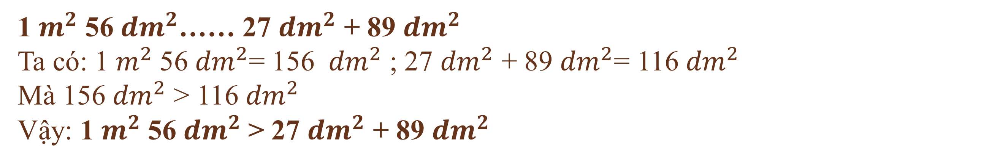 1 m² 56 dm²...... 27 dm² + 89 dm²
Ta có: 1 m² 56 dm²= 156 dm² ; 27 dm² + 89 dm²= 116 dm²
Mà 156 dm² > 116 dm²
Vậy: 1 m² 56 dm² > 27 dm² + 89 dm²